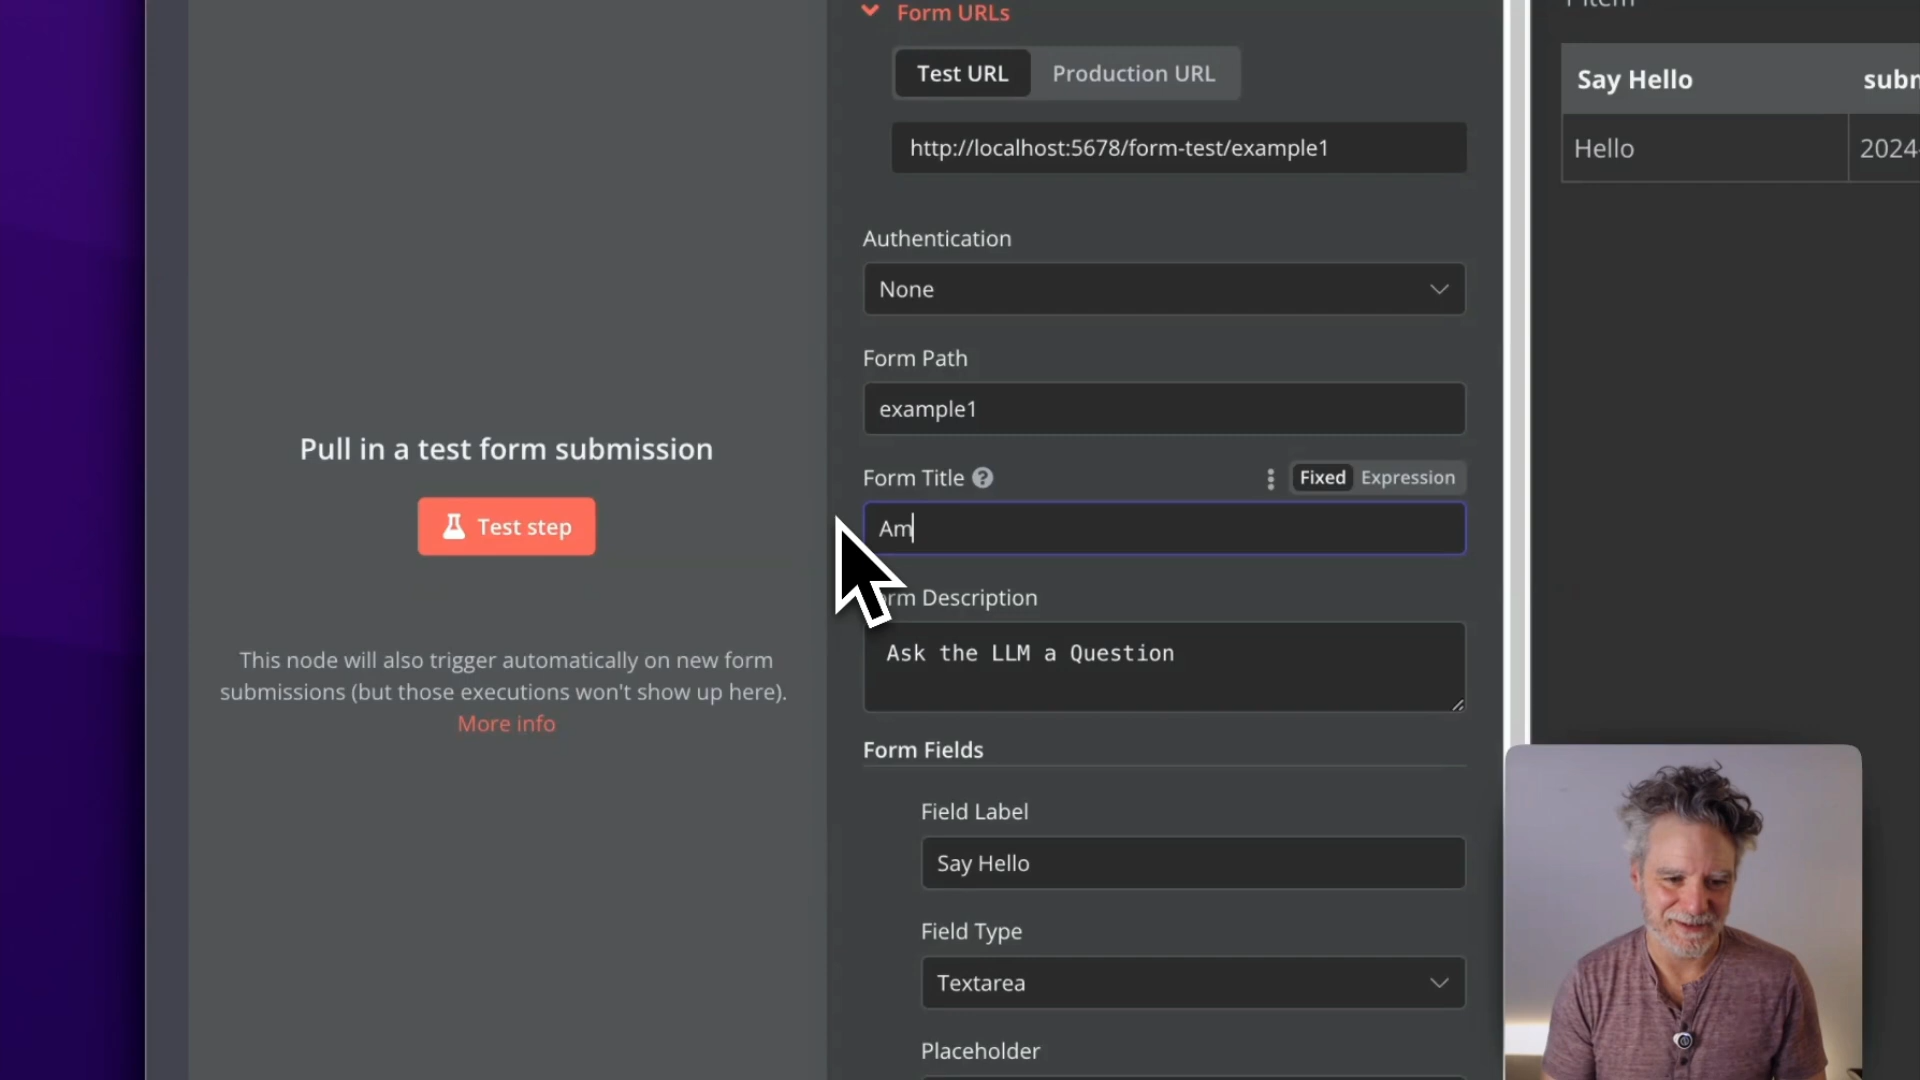 Form URLs
Test URL
Production URL
http://localhost:5678/form-test/example1
Authentication
None
Form Path
example1
Form Title
Fixed
Expression
Am
Form Description
Ask the LLM a Question
Form Fields
Field Label
Say Hello
Field Type
Textarea
Placeholder
Pull in a test form submission
Test step
This node will also trigger automatically on new form
submissions (but those executions won't show up here).
More info
Say Hello
Hello
2024-